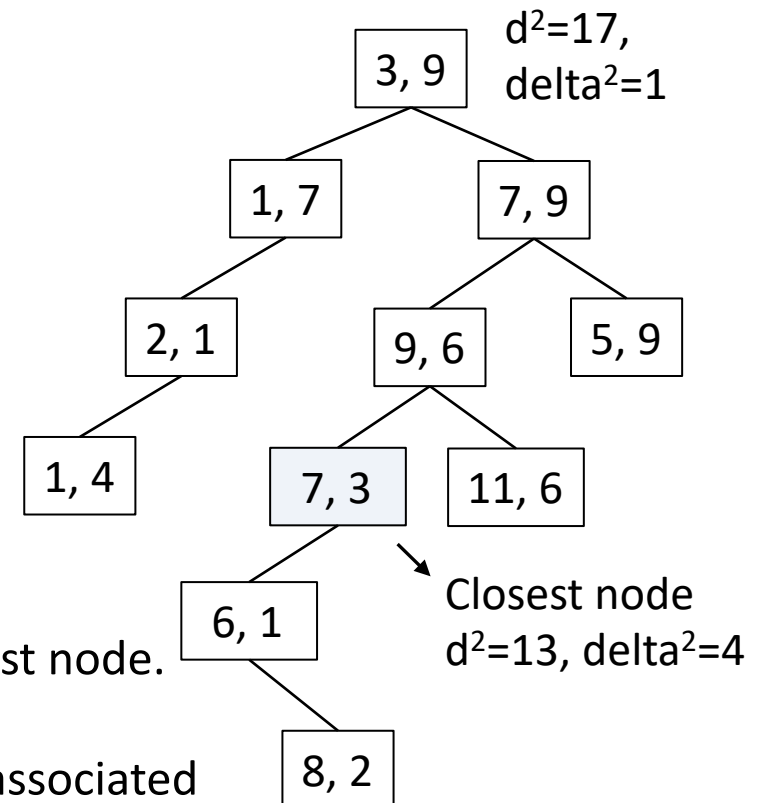 d²=17,
delta²=1
3, 9
1, 7
7, 9
2, 1
9, 6
5, 9
1, 4
7, 3
11, 6
Closest node
d²=13, delta²=4
6, 1
st node.
8, 2
associated